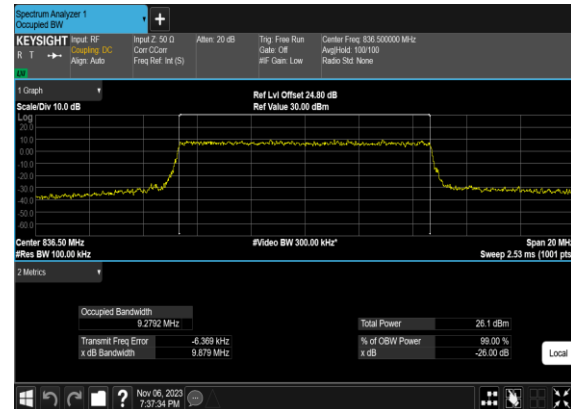 Spectrum Analyzer 1
Occupied BW
+
KEYSIGHT
R T
LXI
Input: RF
Coupling: DC
Align: Auto
Input Z: 50 Ω
Corr CCorr
Freq Ref: Int (S)
Atten: 20 dB
Trig: Free Run
Gate: Off
#IF Gain: Low
Center Freq: 836.500000 MHz
Avg|Hold: 100/100
Radio Std: None
1 Graph
Scale/Div 10.0 dB
Ref Lvl Offset 24.80 dB
Ref Value 30.00 dBm
Log
20.0
10.0
0.00
-10.0
-20.0
-30.0
-40.0
-50.0
-60.0
Center 836.50 MHz
#Res BW 100.00 kHz
#Video BW 300.00 kHz*
Span 20 MHz
Sweep 2.53 ms (1001 pts
2 Metrics
Occupied Bandwidth
9.2792 MHz
Total Power 26.1 dBm
Transmit Freq Error -6.369 kHz
% of OBW Power 99.00 %
x dB Bandwidth 9.879 MHz
x dB -26.00 dB
Local
?
Nov 06, 2023
7:37:34 PM